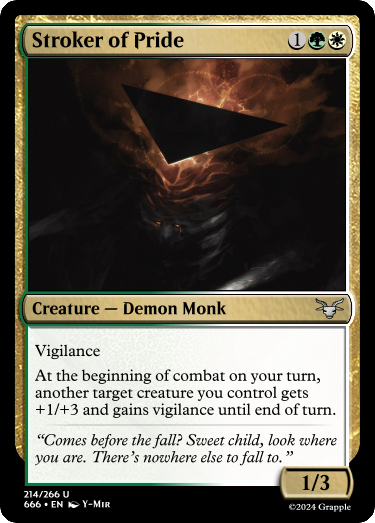 Stroker of Pride 1
Creature — Demon Monk
Vigilance
At the beginning of combat on your turn,
another target creature you control gets
+1/+3 and gains vigilance until end of turn.
“Comes before the fall? Sweet child, look where
you are. There's nowhere else to fall to.”
1/3
214/266 U
666 • EN Y-Mir
©2024 Grapple